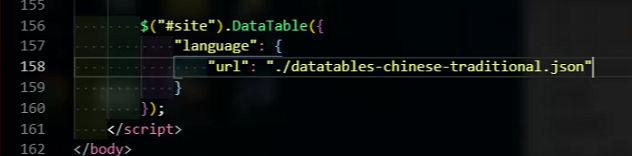 155
156 $("#site").DataTable({
157 "language": {
158 "url": "./datatables-chinese-traditional.json"
159 }
160 });
161 </script>
162 </body>